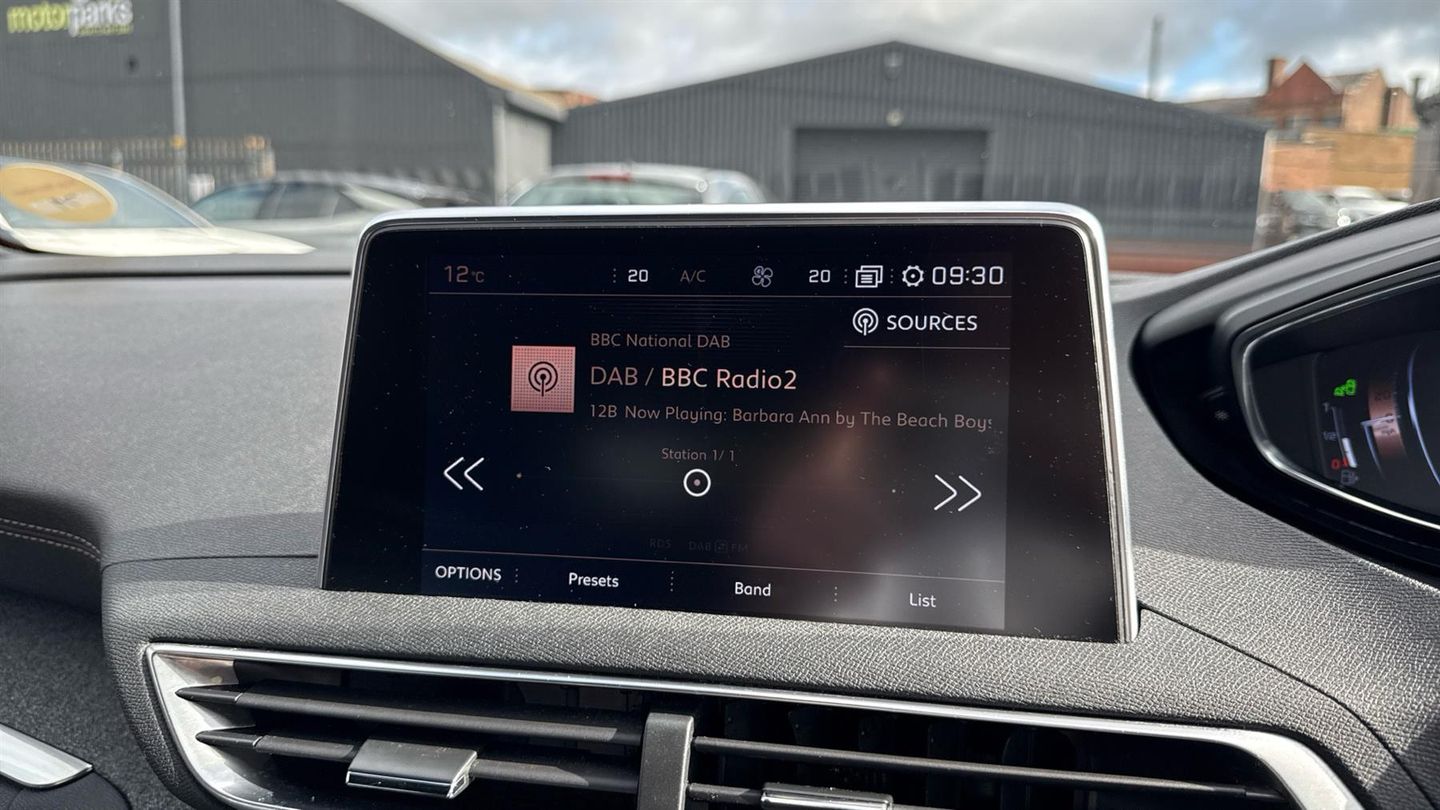 motorparks
12°C
20
A/C
20
09:30
SOURCES
BBC National DAB
DAB / BBC Radio2
12B Now Playing: Barbara Ann by The Beach Boys
Station 1/ 1
RDS DAB FM
OPTIONS
Presets
Band
List